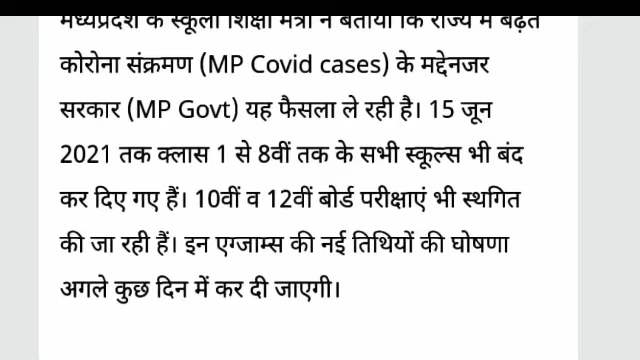 मध्यप्रदेश के स्कूली शिक्षा मंत्री ने बताया कि राज्य में बढ़ते
कोरोना संक्रमण (MP Covid cases) के मद्देनजर
सरकार (MP Govt) यह फैसला ले रही है। 15 जून
2021 तक क्लास 1 से 8वीं तक के सभी स्कूल्स भी बंद
कर दिए गए हैं। 10वीं व 12वीं बोर्ड परीक्षाएं भी स्थगित
की जा रही हैं। इन एग्जाम्स की नई तिथियों की घोषणा
अगले कुछ दिन में कर दी जाएगी।